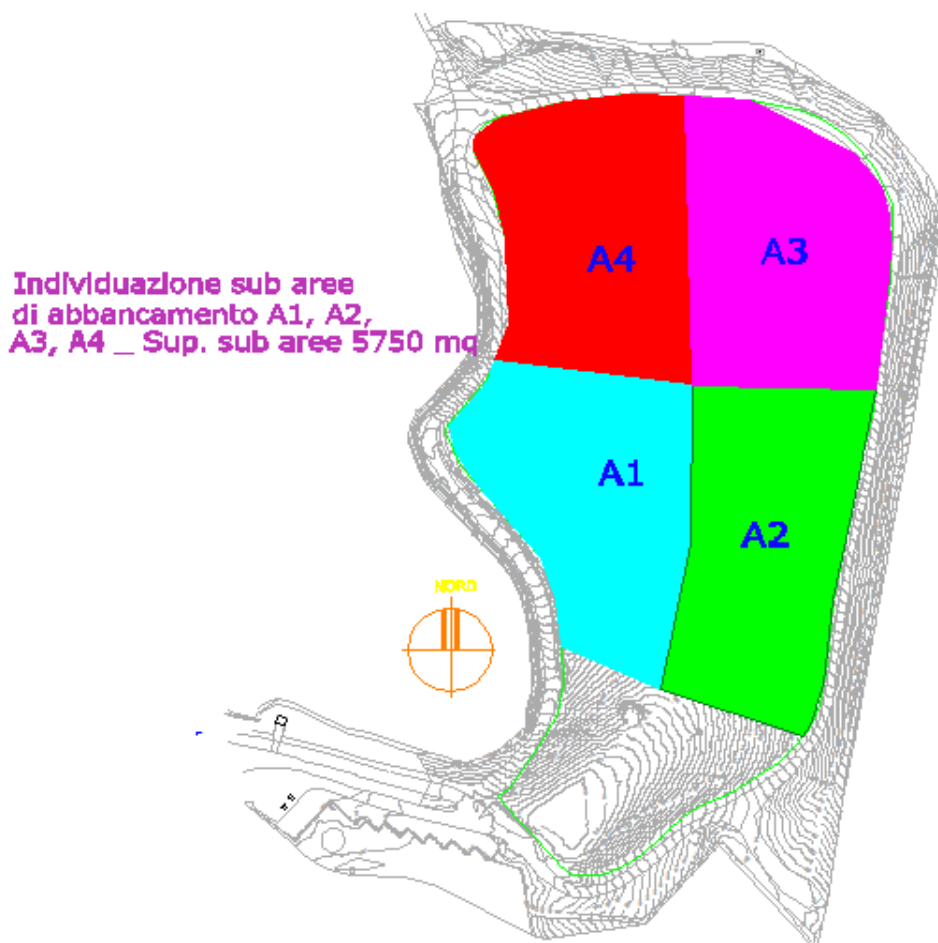 A4
A3
Individuazione sub aree
di abbancamento A1, A2,
A3, A4 _ Sup. sub aree 5750 mq
A1
A2
NORD